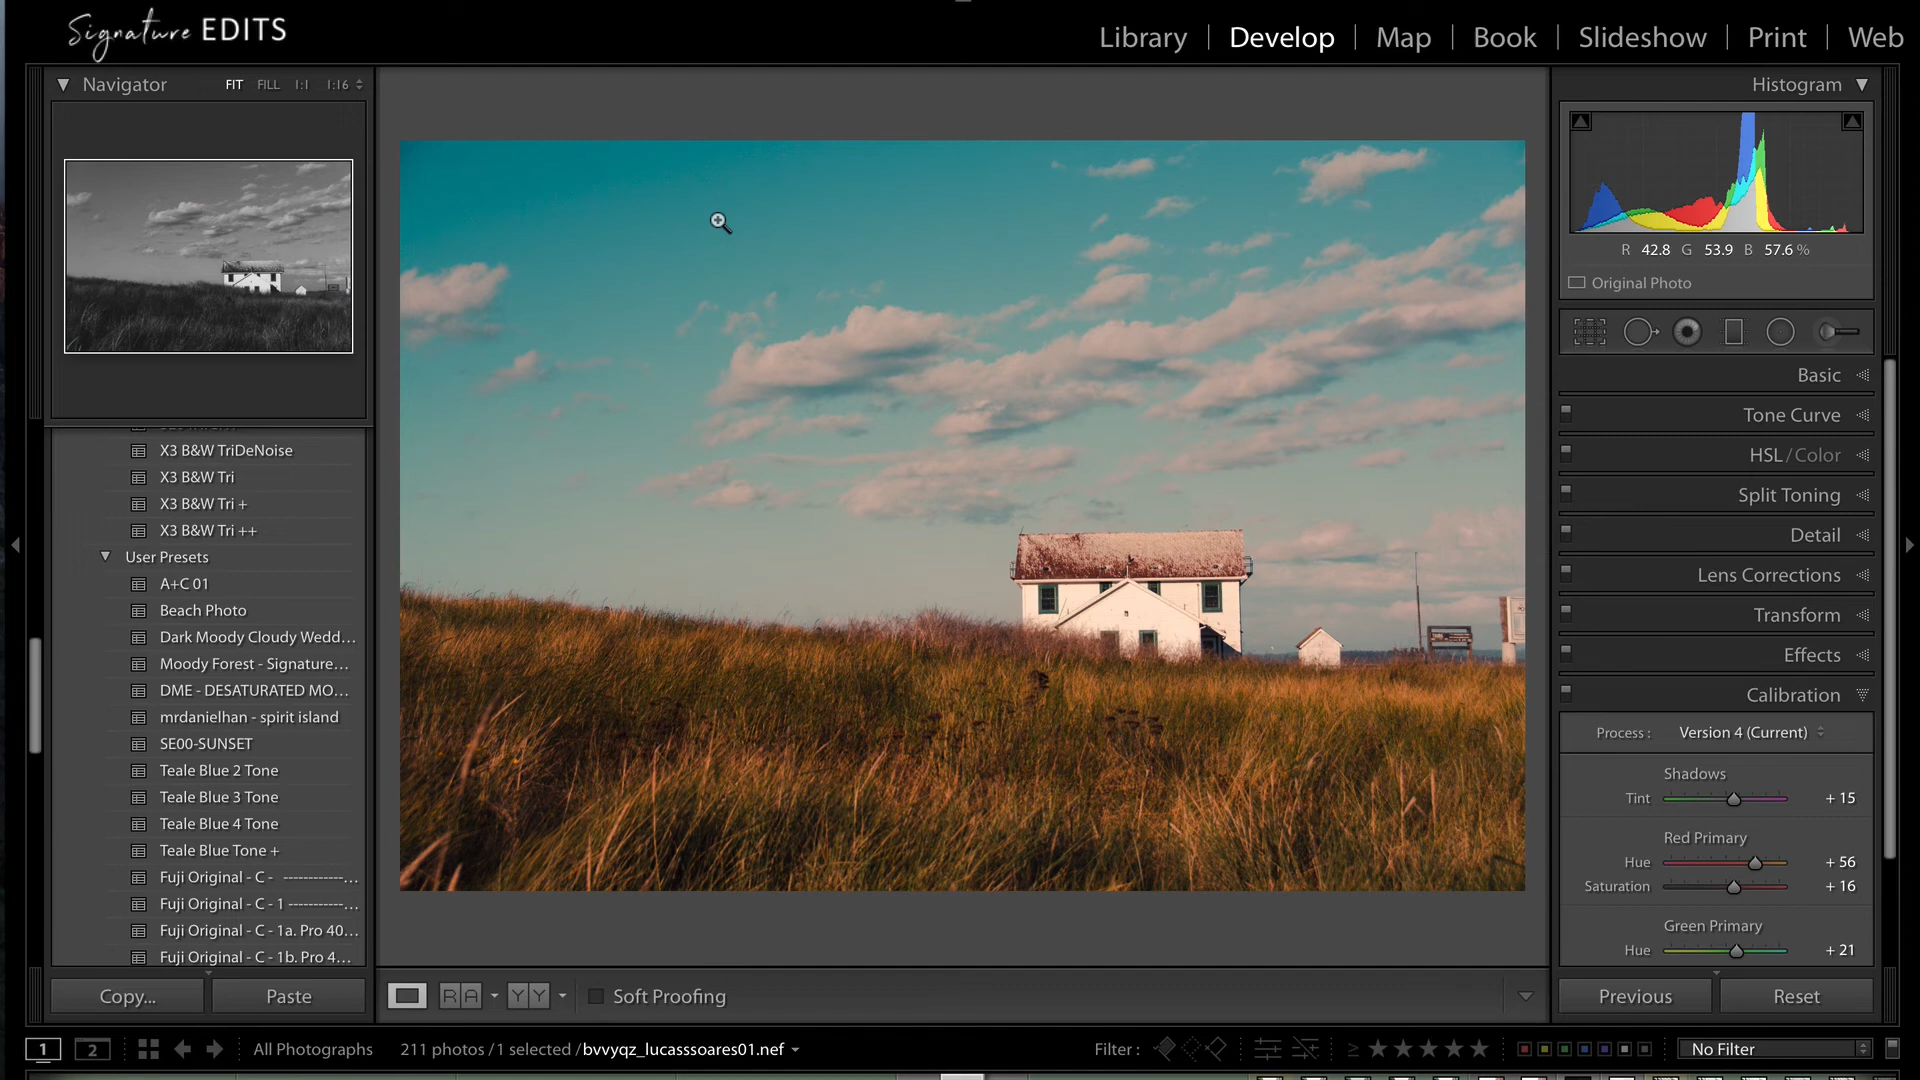 Signature EDITS
Library | Develop | Map | Book | Slideshow | Print | Web
Navigator FIT FILL 1:1 1:16
Histogram
R 42.8 G 53.9 B 57.6 %
Original Photo
X3 B&W TriDeNoise
X3 B&W Tri
X3 B&W Tri +
X3 B&W Tri ++
User Presets
A+C 01
Beach Photo
Dark Moody Cloudy Wedd...
Moody Forest - Signature...
DME - DESATURATED MO...
mrdanielhan - spirit island
SE00-SUNSET
Teale Blue 2 Tone
Teale Blue 3 Tone
Teale Blue 4 Tone
Teale Blue Tone +
Fuji Original - C - ------------...
Fuji Original - C - 1 -----------...
Fuji Original - C - 1a. Pro 40...
Fuji Original - C - 1b. Pro 4...
Basic
Tone Curve
HSL / Color
Split Toning
Detail
Lens Corrections
Transform
Effects
Calibration
Process : Version 4 (Current)
Shadows
Tint + 15
Red Primary
Hue + 56
Saturation + 16
Green Primary
Hue + 21
Copy... Paste
R A Y Y Soft Proofing
Previous Reset
1 2 All Photographs 211 photos / 1 selected / bvvyqz_lucasssoares01.nef
Filter : ≥ ★★★★★ No Filter